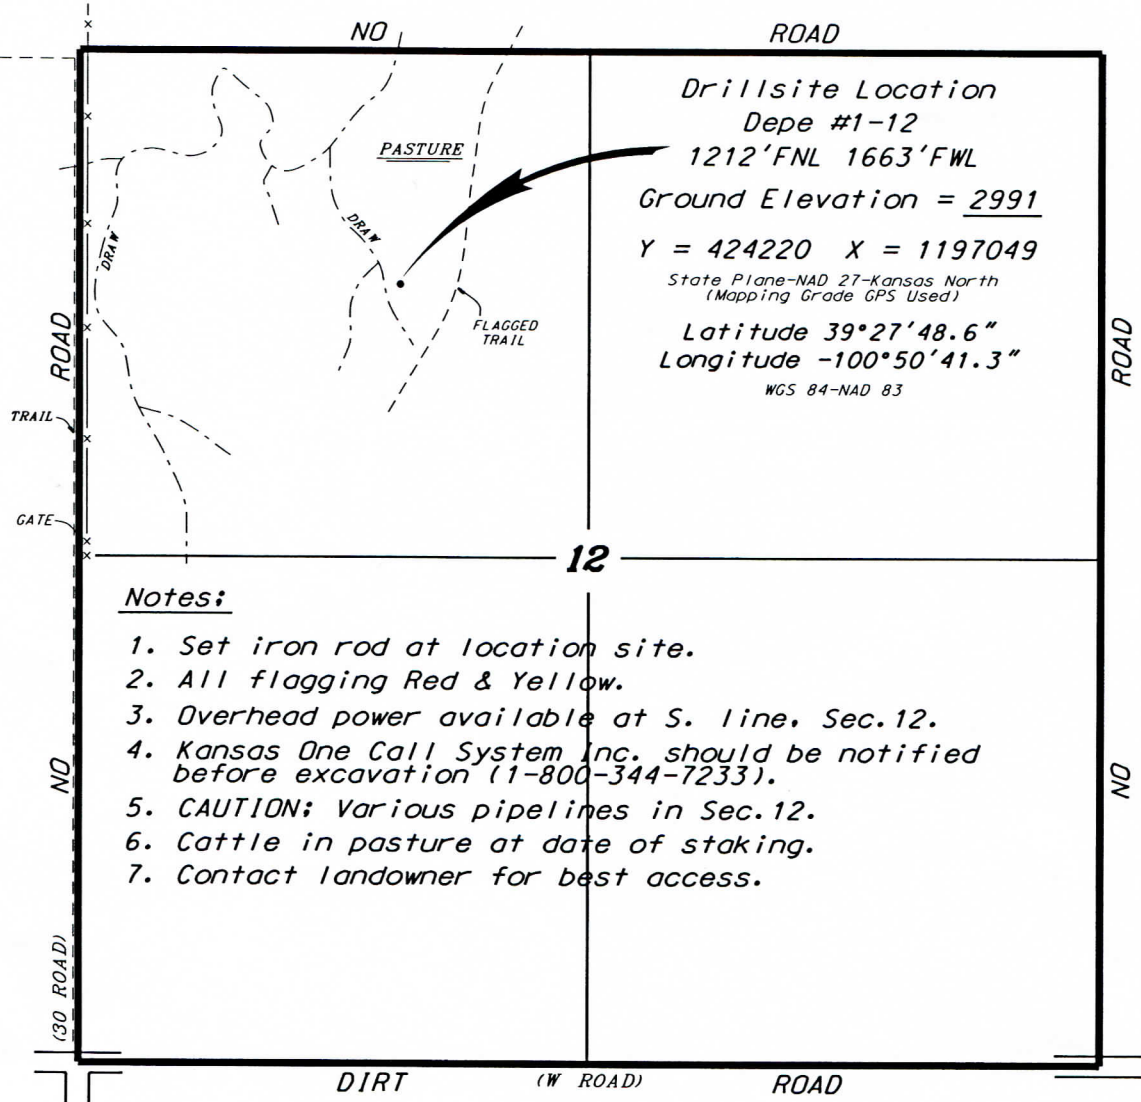 NO ROAD
Drillsite Location
Depe #1-12
1212'FNL 1663'FWL
Ground Elevation = 2991
Y = 424220 X = 1197049
State Plane-NAD 27-Kansas North
(Mapping Grade GPS Used)
Latitude 39°27'48.6"
Longitude -100°50'41.3"
WGS 84-NAD 83
PASTURE
DRAW
DRAW
FLAGGED
TRAIL
ROAD
TRAIL
GATE
NO
(30 ROAD)
ROAD
NO
12
Notes:
1. Set iron rod at location site.
2. All flagging Red & Yellow.
3. Overhead power available at S. line, Sec.12.
4. Kansas One Call System Inc. should be notified
before excavation (1-800-344-7233).
5. CAUTION: Various pipelines in Sec.12.
6. Cattle in pasture at date of staking.
7. Contact landowner for best access.
DIRT (W ROAD) ROAD